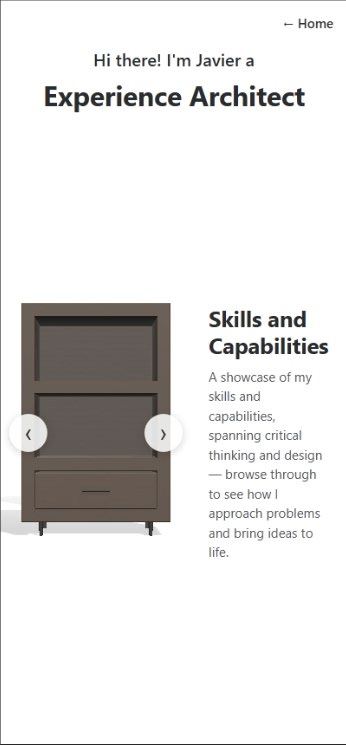 ← Home
Hi there! I'm Javier a
Experience Architect
Skills and
Capabilities
A showcase of my
skills and
capabilities,
spanning critical
thinking and design
— browse through
to see how I
approach problems
and bring ideas to
life.
‹ ›